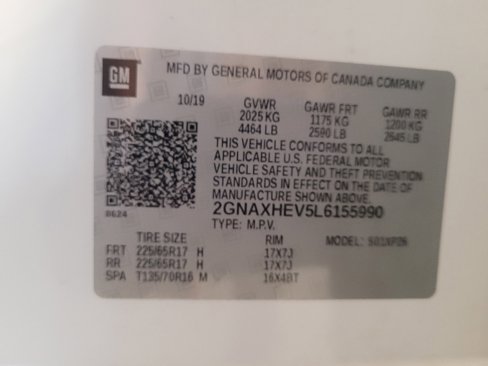 GM
MFD BY GENERAL MOTORS OF CANADA COMPANY
10/19 GVWR GAWR FRT GAWR RR
2025 KG 1175 KG 1200 KG
4464 LB 2590 LB 2645 LB
THIS VEHICLE CONFORMS TO ALL
APPLICABLE U.S. FEDERAL MOTOR
VEHICLE SAFETY AND THEFT PREVENTION
STANDARDS IN EFFECT ON THE DATE OF
MANUFACTURE SHOWN ABOVE.
0624 2GNAXHEV5L6155990
TYPE: M.P.V.
TIRE SIZE RIM MODEL:
FRT 225/65R17 H 17X7J
RR 225/65R17 H 17X7J
SPA T135/70R16 M 16X4BT